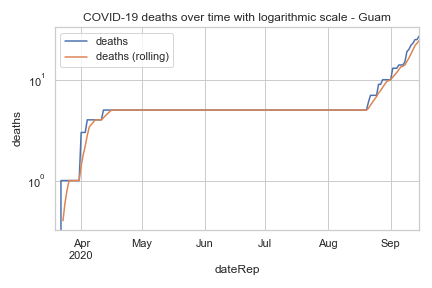 COVID-19 deaths over time with logarithmic scale - Guam
deaths
deaths (rolling)
10¹
10⁰
deaths
Apr
2020
May
Jun
Jul
Aug
Sep
dateRep